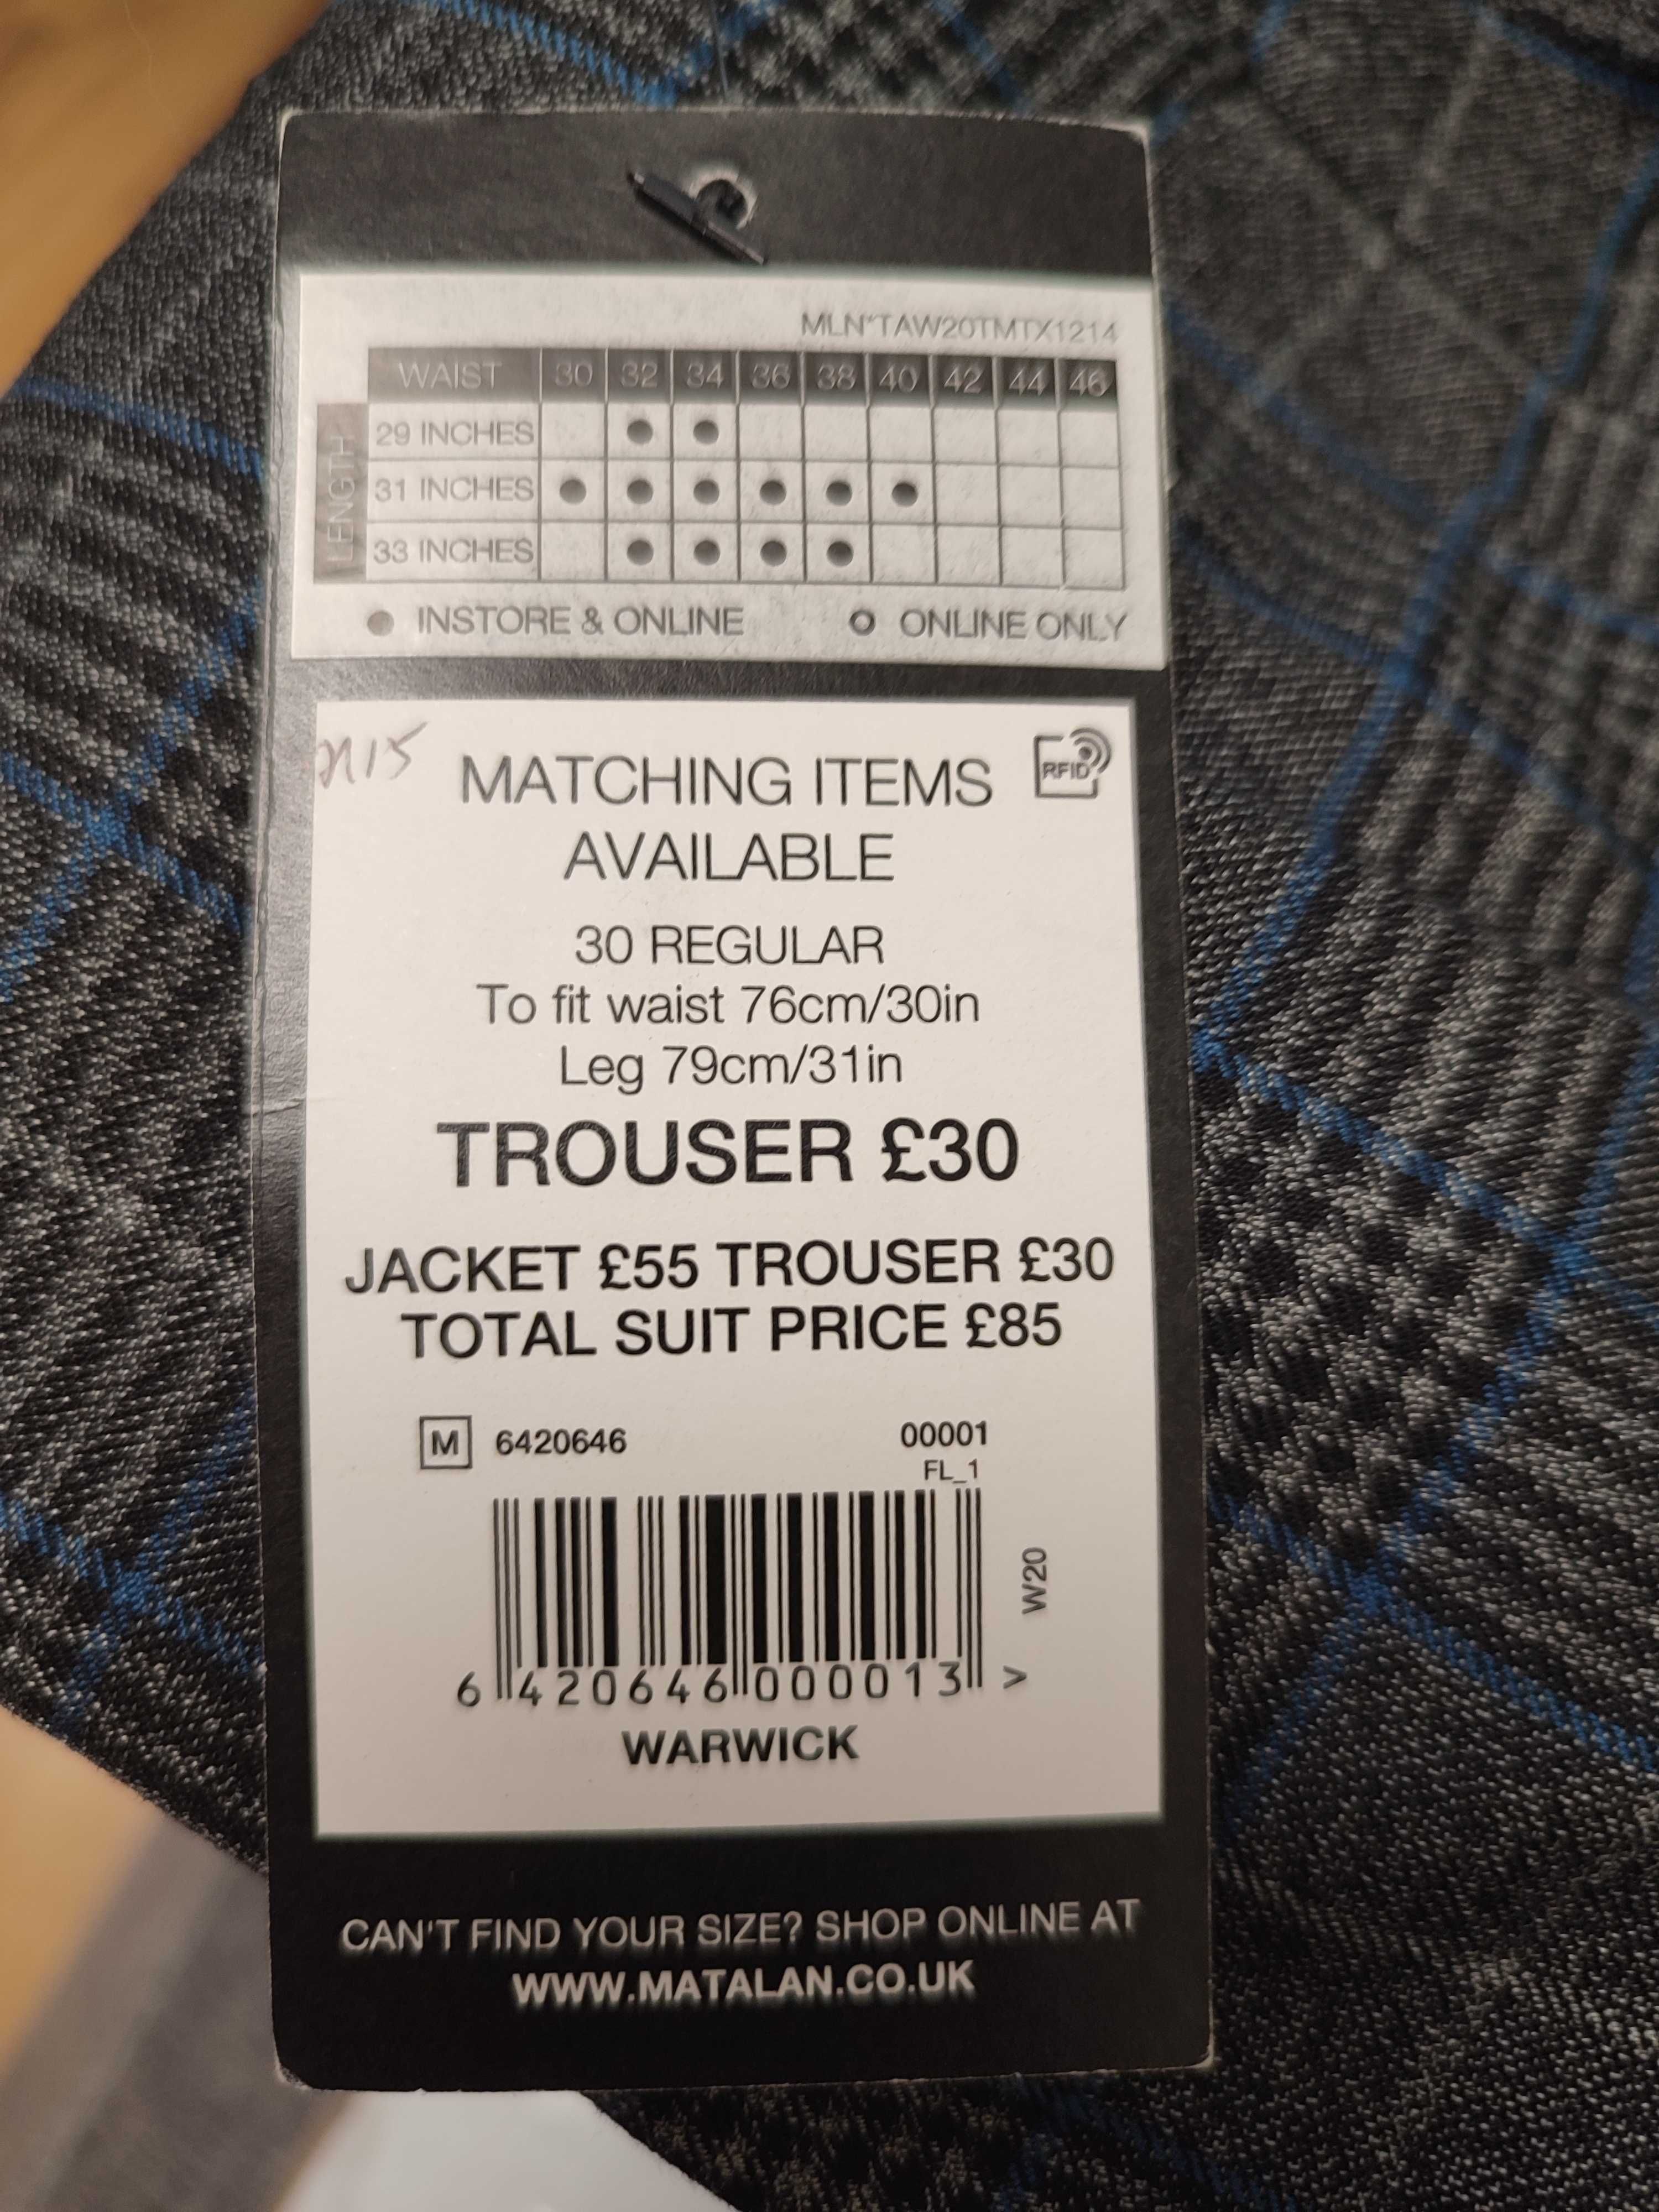 MLN*TAW20TMTX1214
WAIST 30 32 34 36 38 40 42 44 46
LENGTH
29 INCHES ● ●
31 INCHES ● ● ● ● ● ●
33 INCHES ● ● ● ●
● INSTORE & ONLINE O ONLINE ONLY
RFID
MATCHING ITEMS
AVAILABLE
30 REGULAR
To fit waist 76cm/30in
Leg 79cm/31in
TROUSER £30
JACKET £55 TROUSER £30
TOTAL SUIT PRICE £85
M 6420646 00001
FL_1
W20
6 420646 000013 >
WARWICK
CAN'T FIND YOUR SIZE? SHOP ONLINE AT
WWW.MATALAN.CO.UK